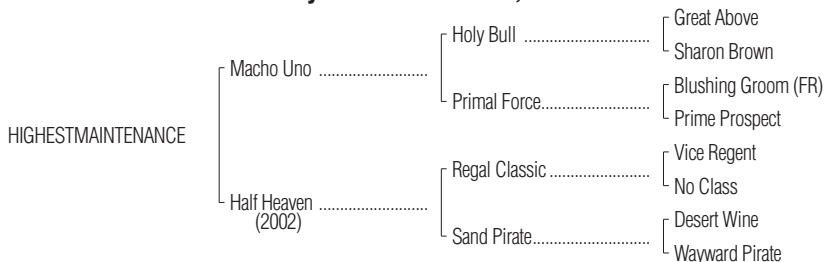 Great Above
Holy Bull ..............................
Sharon Brown
Macho Uno ..........................
Blushing Groom (FR)
Primal Force..........................
Prime Prospect
HIGHESTMAINTENANCE
Vice Regent
Regal Classic ........................
No Class
Half Heaven ..........................
(2002)
Desert Wine
Sand Pirate............................
Wayward Pirate